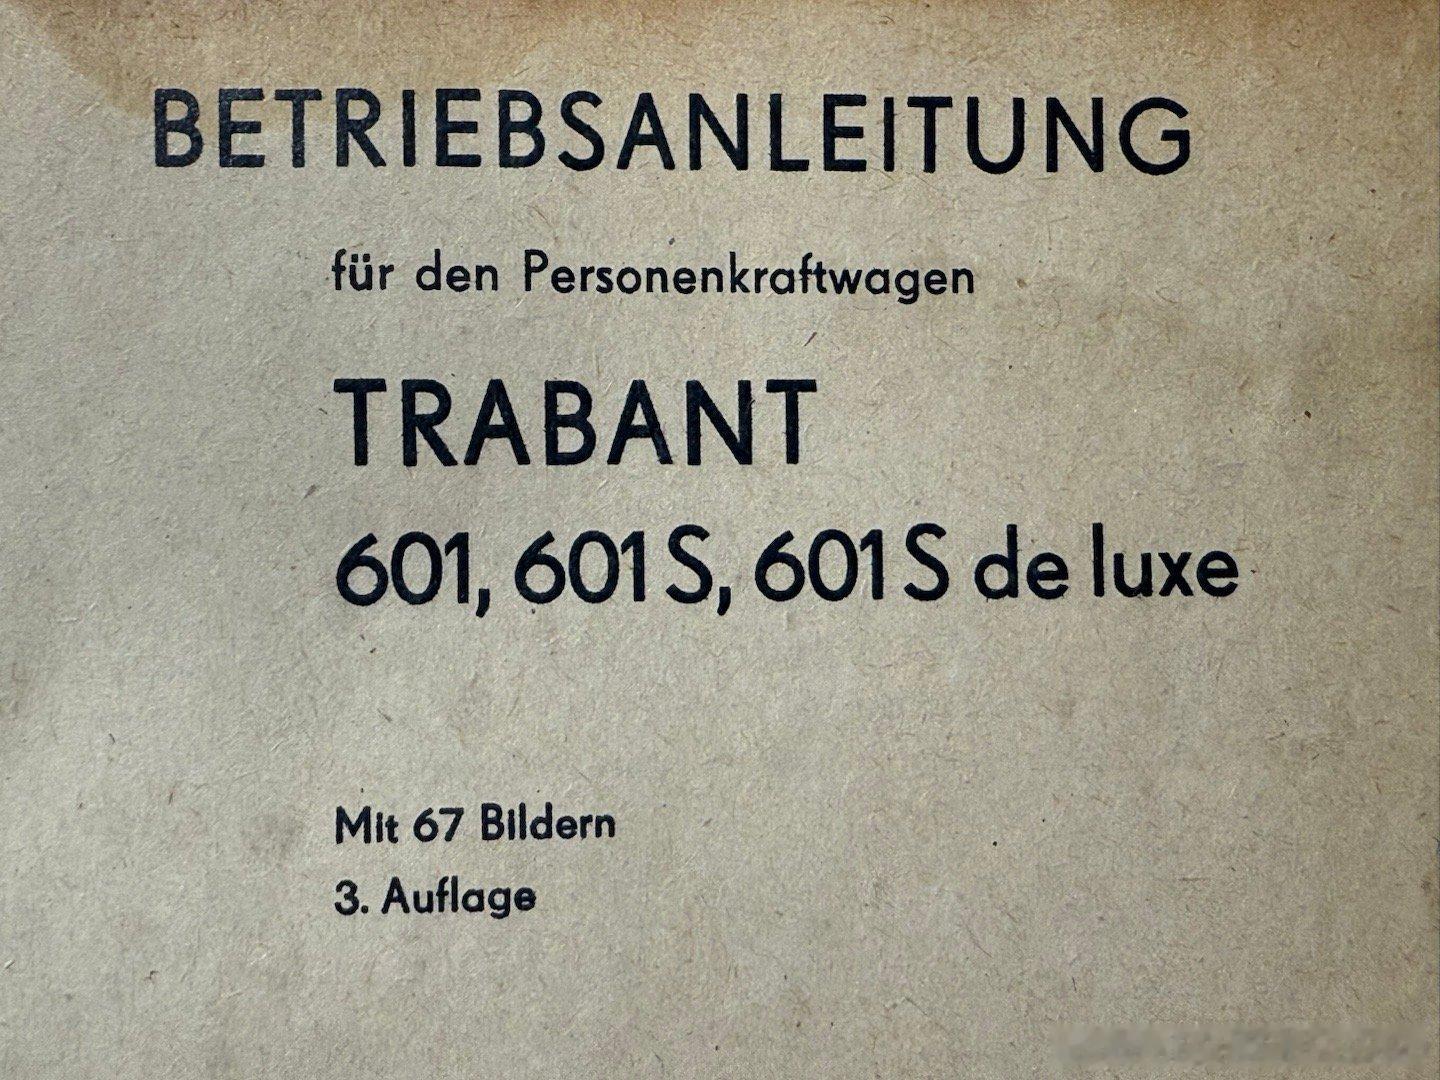 BETRIEBSANLEITUNG
für den Personenkraftwagen
TRABANT
601, 601 S, 601 S de luxe
Mit 67 Bildern
3. Auflage